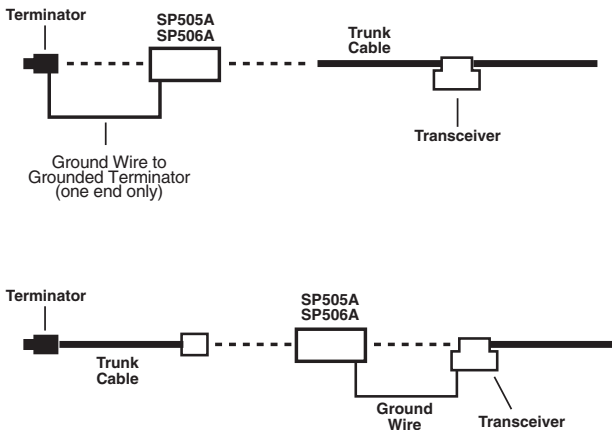 Terminator
SP505A
SP506A
Trunk
Cable
Transceiver
Ground Wire to
Grounded Terminator
(one end only)
Terminator
SP505A
SP506A
Trunk
Cable
Ground
Wire
Transceiver